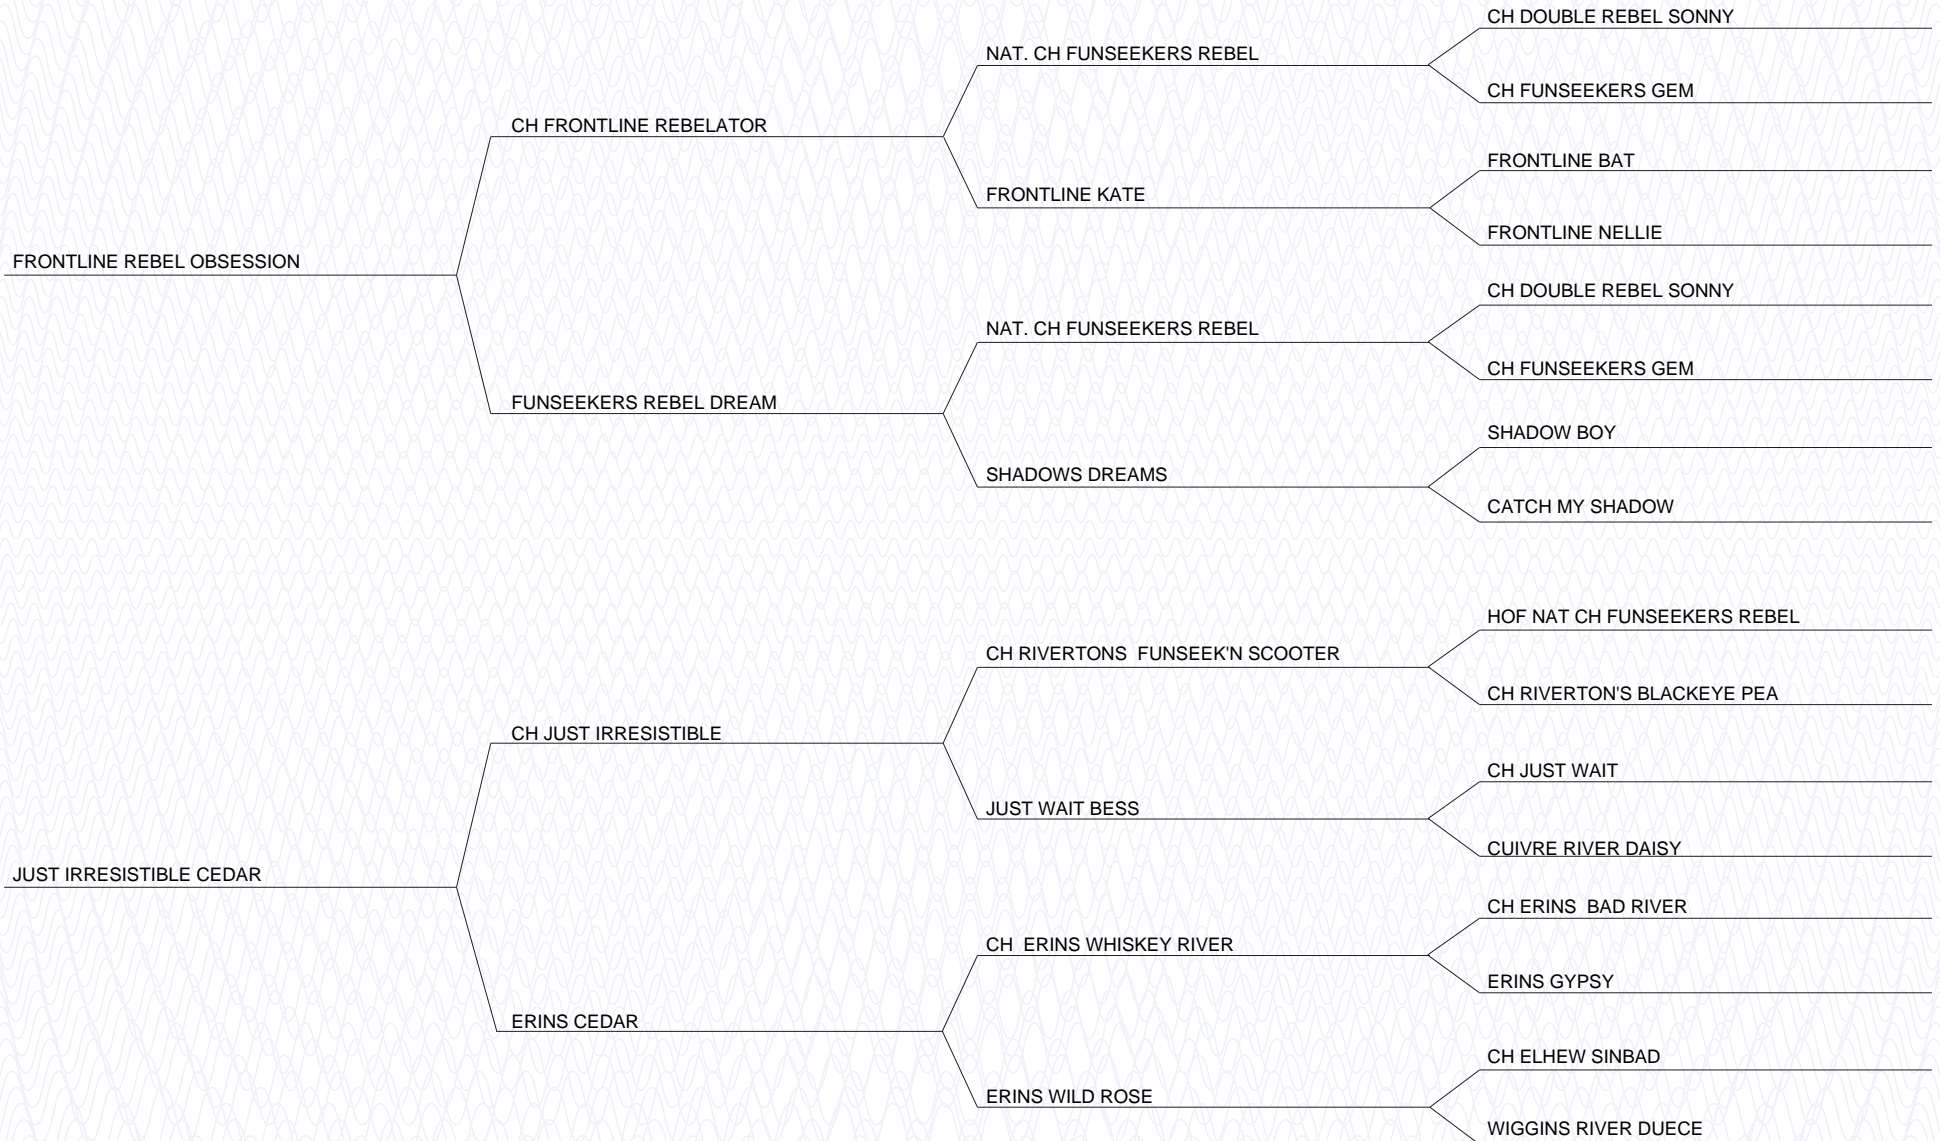 CH DOUBLE REBEL SONNY
NAT. CH FUNSEEKERS REBEL
CH FUNSEEKERS GEM
CH FRONTLINE REBELATOR
FRONTLINE BAT
FRONTLINE KATE
FRONTLINE NELLIE
FRONTLINE REBEL OBSESSION
CH DOUBLE REBEL SONNY
NAT. CH FUNSEEKERS REBEL
CH FUNSEEKERS GEM
FUNSEEKERS REBEL DREAM
SHADOW BOY
SHADOWS DREAMS
CATCH MY SHADOW
HOF NAT CH FUNSEEKERS REBEL
CH RIVERTONS  FUNSEEK'N SCOOTER
CH RIVERTON'S BLACKEYE PEA
CH JUST IRRESISTIBLE
CH JUST WAIT
JUST WAIT BESS
CUIVRE RIVER DAISY
JUST IRRESISTIBLE CEDAR
CH ERINS  BAD RIVER
CH  ERINS WHISKEY RIVER
ERINS GYPSY
ERINS CEDAR
CH ELHEW SINBAD
ERINS WILD ROSE
WIGGINS RIVER DUECE